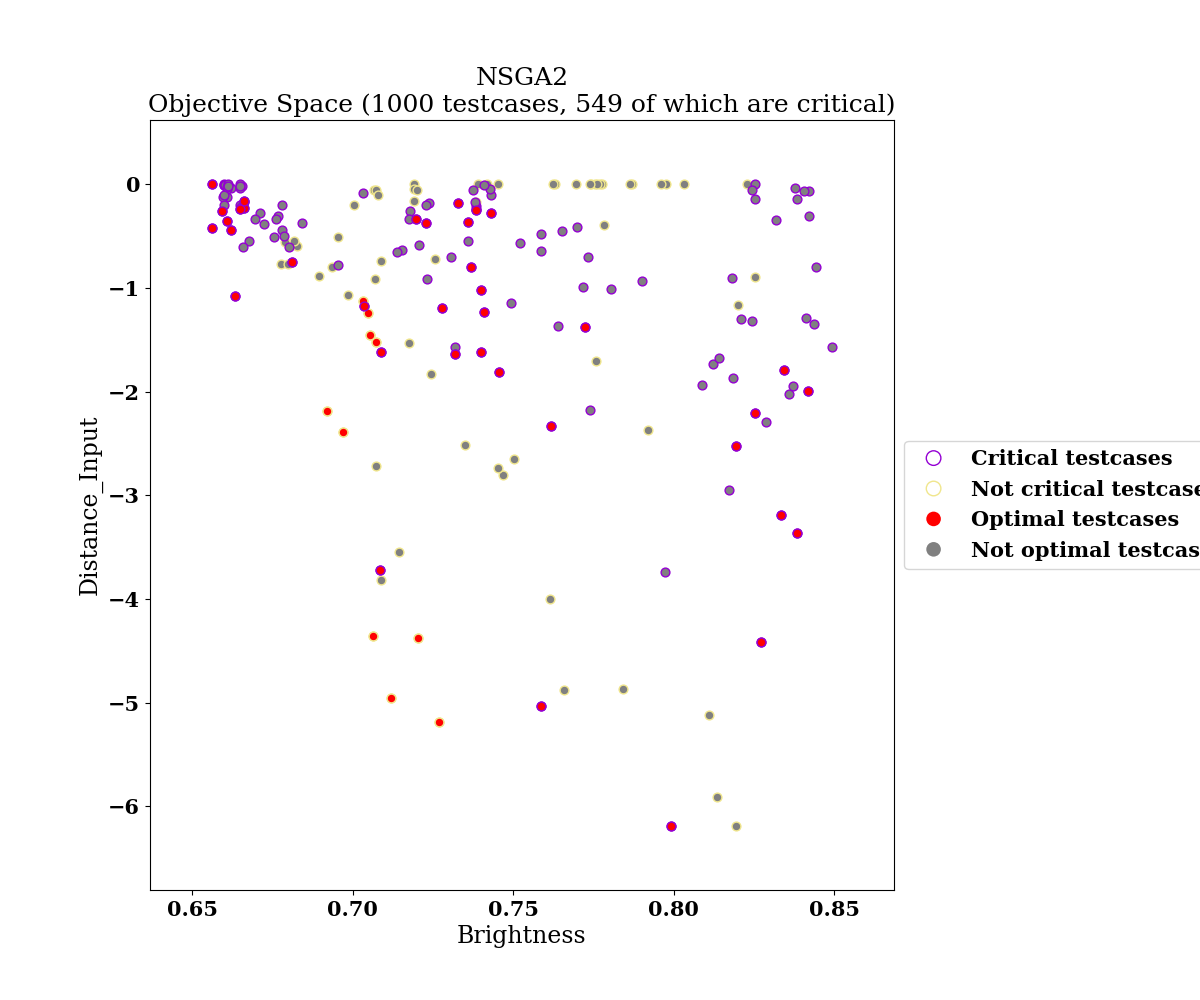 NSGA2
Objective Space (1000 testcases, 549 of which are critical)
0
−1
−2
−3
−4
−5
−6
Distance_Input
0.65 0.70 0.75 0.80 0.85
Brightness
Critical testcases
Not critical testcase
Optimal testcases
Not optimal testcas